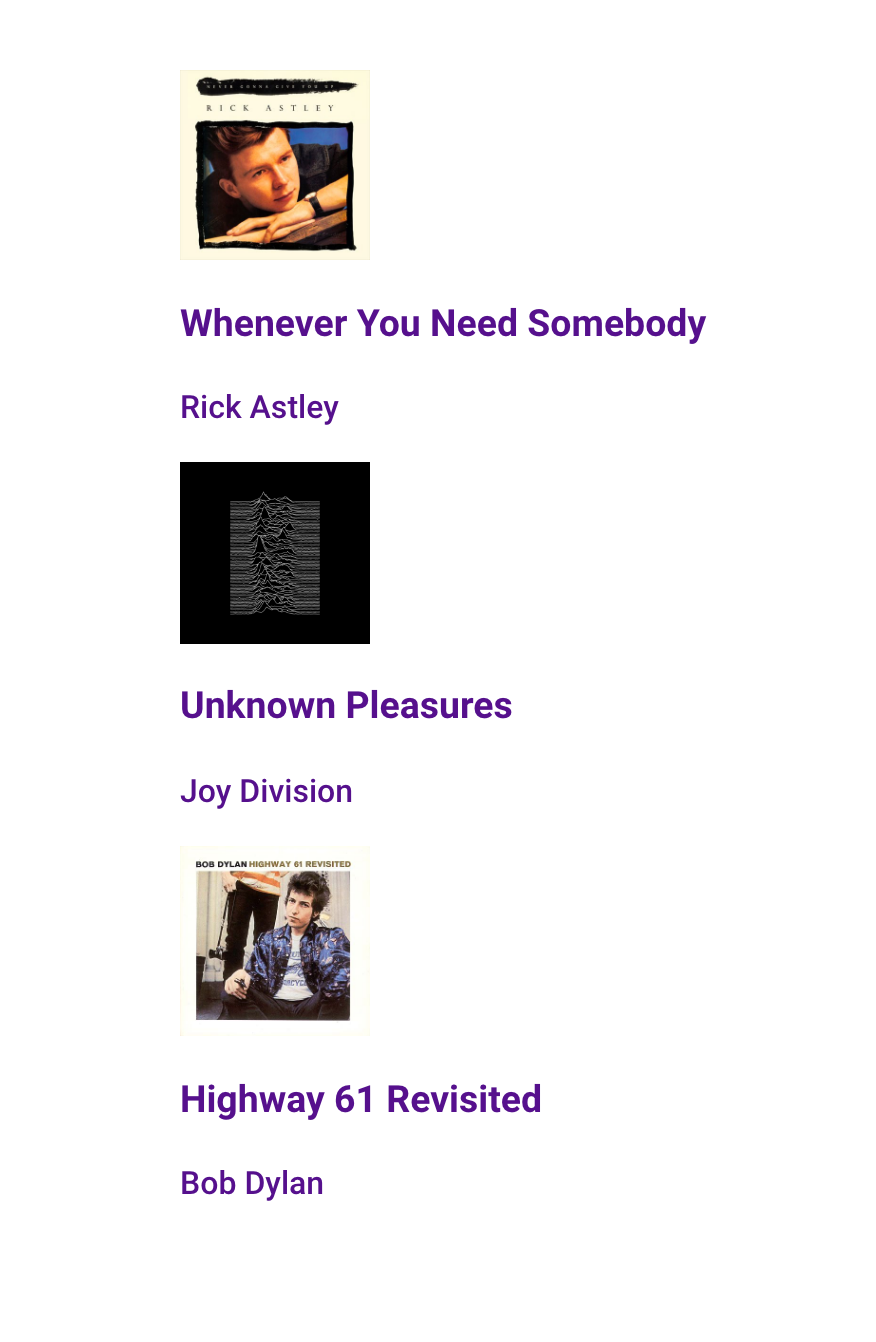 NEVER GONNA GIVE YOU UP
RICK ASTLEY
Whenever You Need Somebody
Rick Astley
Unknown Pleasures
Joy Division
BOB DYLAN HIGHWAY 61 REVISITED
Highway 61 Revisited
Bob Dylan